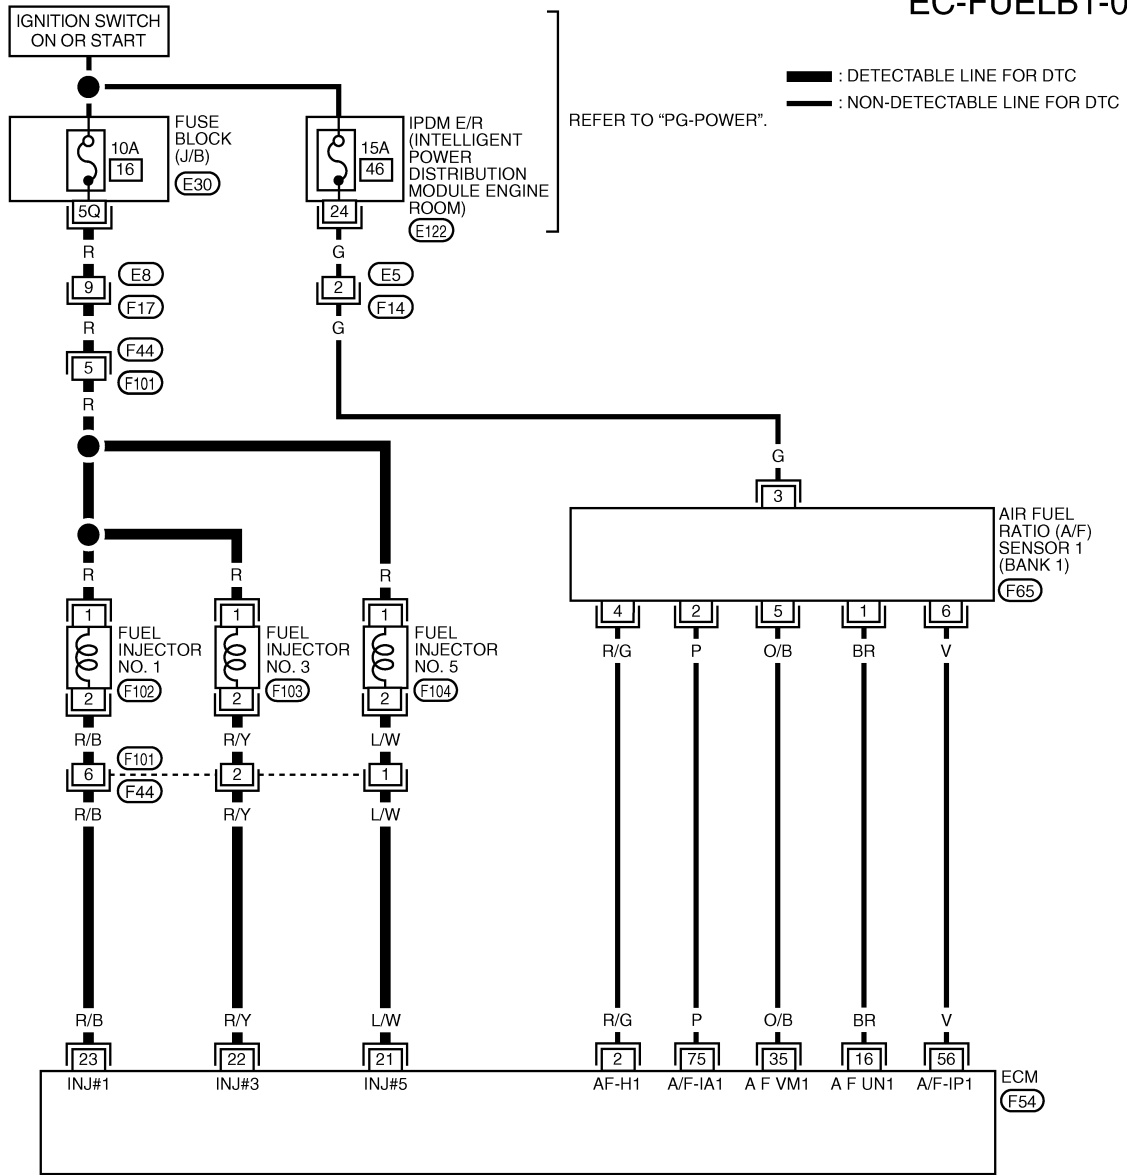 EC-FUELB1-0
IGNITION SWITCH
ON OR START
: DETECTABLE LINE FOR DTC
: NON-DETECTABLE LINE FOR DTC
REFER TO “PG-POWER”.
10A
16
FUSE
BLOCK
(J/B)
E30
15A
46
IPDM E/R
(INTELLIGENT
POWER
DISTRIBUTION
MODULE ENGINE
ROOM)
E122
5Q
24
R
G
9
E8
F17
2
E5
F14
R
G
5
F44
F101
R
G
3
AIR FUEL
RATIO (A/F)
SENSOR 1
(BANK 1)
F65
R
R
R
1
1
1
FUEL
INJECTOR
NO. 1
F102
FUEL
INJECTOR
NO. 3
F103
FUEL
INJECTOR
NO. 5
F104
2
2
2
4
2
5
1
6
R/G
P
O/B
BR
V
R/B
R/Y
L/W
6
F101
F44
2
1
R/B
R/Y
L/W
R/B
R/Y
L/W
R/G
P
O/B
BR
V
23
22
21
2
75
35
16
56
INJ#1
INJ#3
INJ#5
AF-H1
A/F-IA1
A F VM1
A F UN1
A/F-IP1
ECM
F54